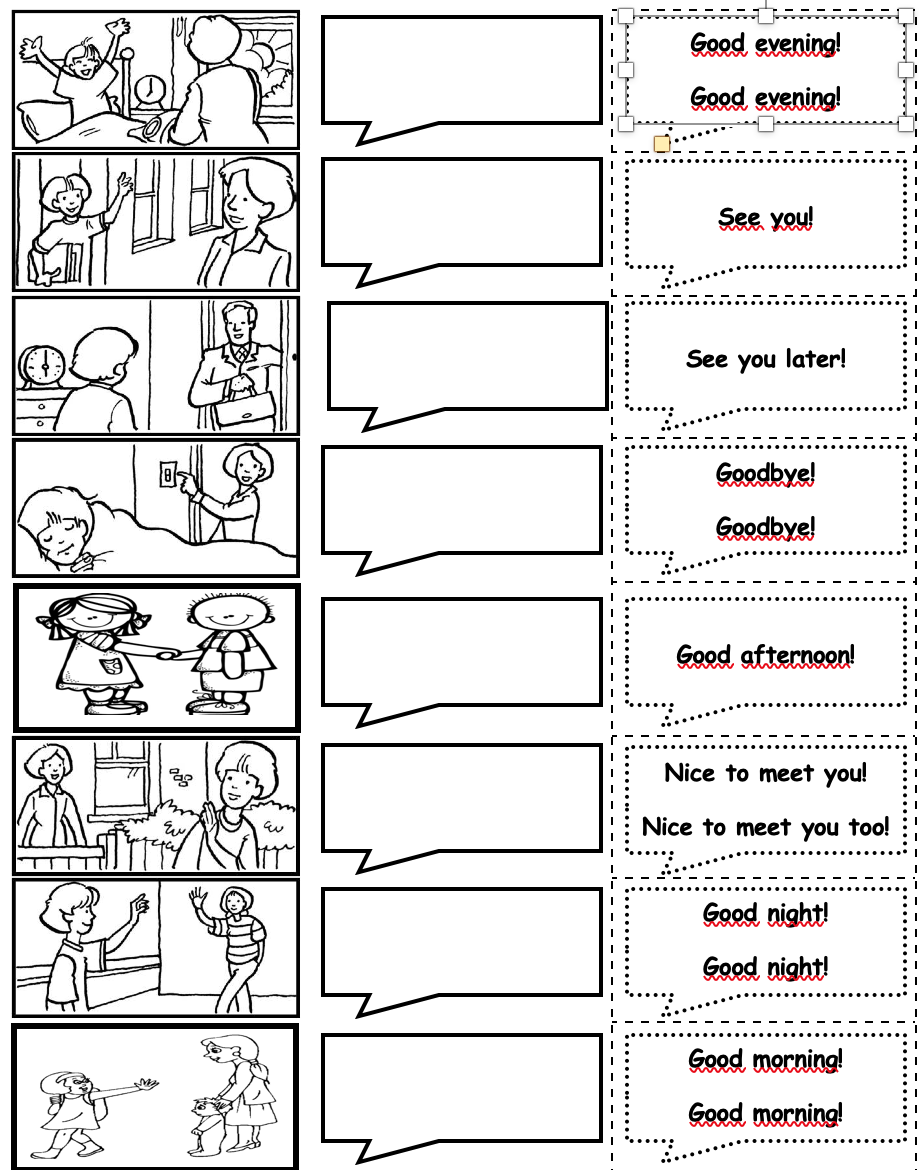 Good evening!
Good evening!
See you!
See you later!
Goodbye!
Goodbye!
Good afternoon!
Nice to meet you!
Nice to meet you too!
Good night!
Good night!
Good morning!
Good morning!